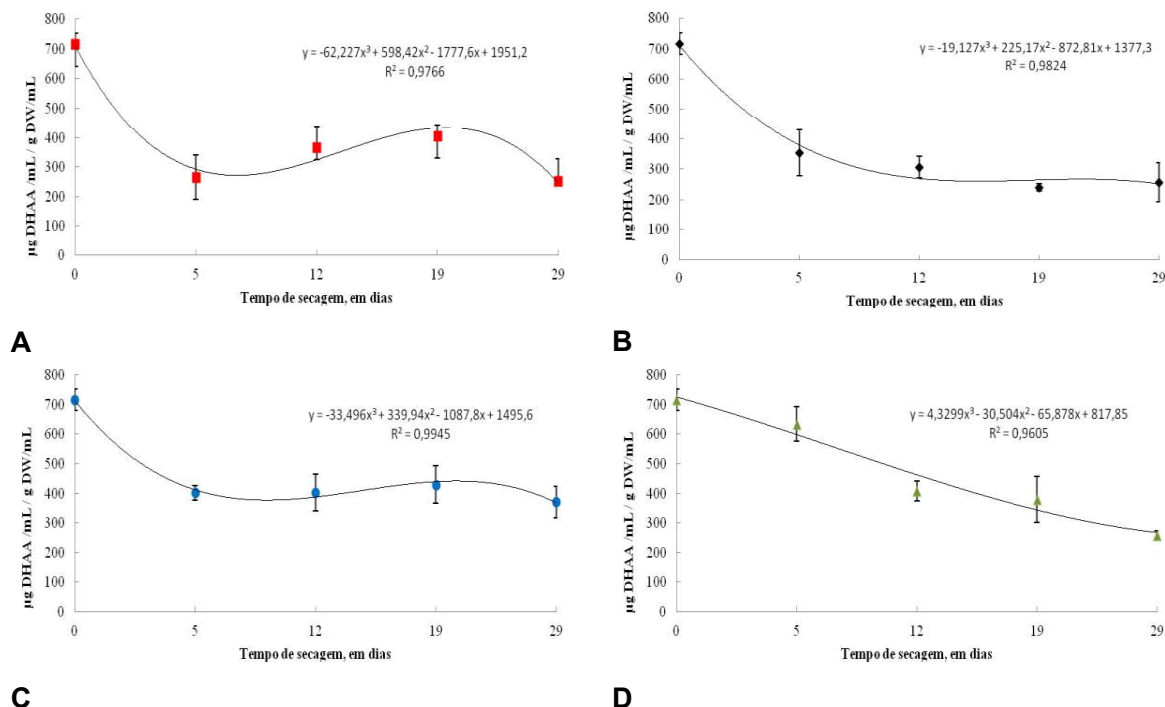 800
700
600
500
400
300
200
100
0
µg DHAA /mL / g DW/mL
y = -62,227x³ + 598,42x² - 1777,6x + 1951,2
R² = 0,9766
0 5 12 19 29
Tempo de secagem, em dias
A
800
700
600
500
400
300
200
100
0
µg DHAA /mL / g DW/mL
y = -19,127x³ + 225,17x² - 872,81x + 1377,3
R² = 0,9824
0 5 12 19 29
Tempo de secagem, em dias
B
800
700
600
500
400
300
200
100
0
µg DHAA /mL / g DW/mL
y = -33,496x³ + 339,94x² - 1087,8x + 1495,6
R² = 0,9945
0 5 12 19 29
Tempo de secagem, em dias
C
800
700
600
500
400
300
200
100
0
µg DHAA /mL / g DW/mL
y = 4,3299x³ - 30,504x² - 65,878x + 817,85
R² = 0,9605
0 5 12 19 29
Tempo de secagem, em dias
D